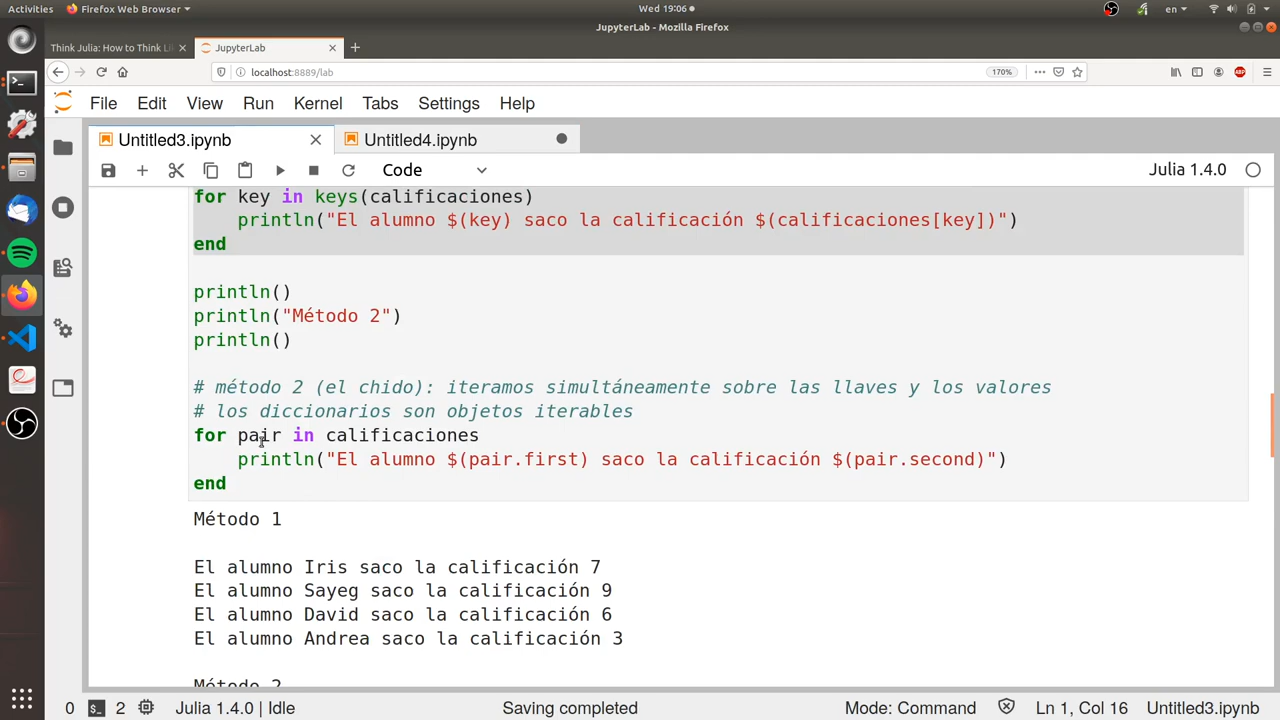 Activities Firefox Web Browser Wed 19:06 en
JupyterLab - Mozilla Firefox
Think Julia: How to Think Li JupyterLab
localhost:8889/lab 170%
File Edit View Run Kernel Tabs Settings Help
Untitled3.ipynb Untitled4.ipynb
Code Julia 1.4.0
for key in keys(calificaciones)
println("El alumno $(key) saco la calificación $(calificaciones[key])")
end
println()
println("Método 2")
println()
# método 2 (el chido): iteramos simultáneamente sobre las llaves y los valores
# los diccionarios son objetos iterables
for pair in calificaciones
println("El alumno $(pair.first) saco la calificación $(pair.second)")
end
Método 1
El alumno Iris saco la calificación 7
El alumno Sayeg saco la calificación 9
El alumno David saco la calificación 6
El alumno Andrea saco la calificación 3
Método 2
0 2 Julia 1.4.0 | Idle Saving completed Mode: Command Ln 1, Col 16 Untitled3.ipynb